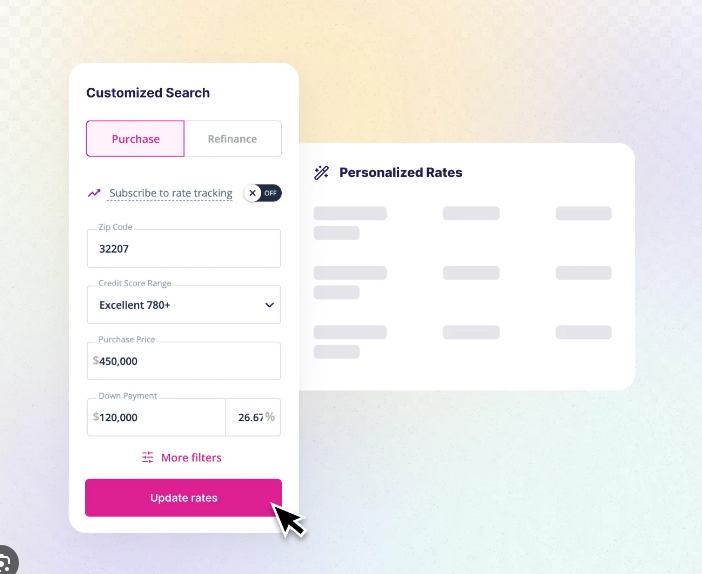 Customized Search
Purchase
Refinance
Subscribe to rate tracking
OFF
Zip Code
32207
Credit Score Range
Excellent 780+
Purchase Price
$450,000
Down Payment
$120,000
26.67%
More filters
Update rates
Personalized Rates